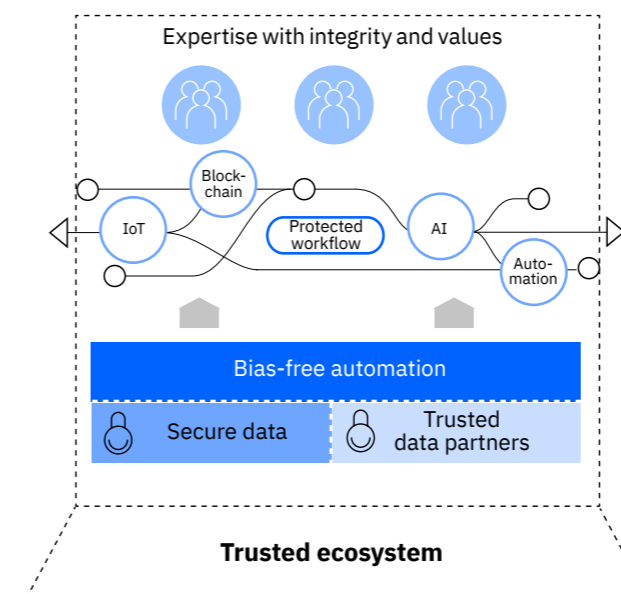 Expertise with integrity and values
Block-
chain
IoT
Protected
workflow
AI
Auto-
mation
Bias-free automation
Secure data
Trusted
data partners
Trusted ecosystem